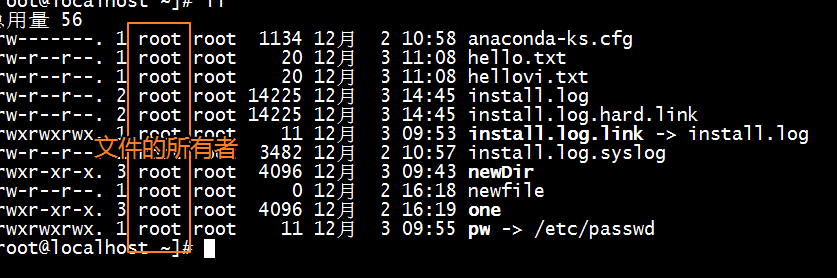 root@localhost ~]# ll
总用量 56
rw-------. 1 root root 1134 12月 2 10:58 anaconda-ks.cfg
rw-r--r--. 1 root root 20 12月 3 11:08 hello.txt
rw-r--r--. 1 root root 20 12月 3 11:08 hellovi.txt
rw-r--r--. 2 root root 14225 12月 3 14:45 install.log
rw-r--r--. 2 root root 14225 12月 3 14:45 install.log.hard.link
rwxrwxrwx. 1 root root 11 12月 3 09:53 install.log.link -> install.log
文件的所有者
rw-r--r--. 3482 12月 2 10:57 install.log.syslog
rwxr-xr-x. 3 root root 4096 12月 3 09:43 newDir
rw-r--r--. 1 root root 0 12月 2 16:18 newfile
rwxr-xr-x. 3 root root 4096 12月 2 16:19 one
rwxrwxrwx. 1 root root 11 12月 3 09:55 pw -> /etc/passwd
root@localhost ~]#